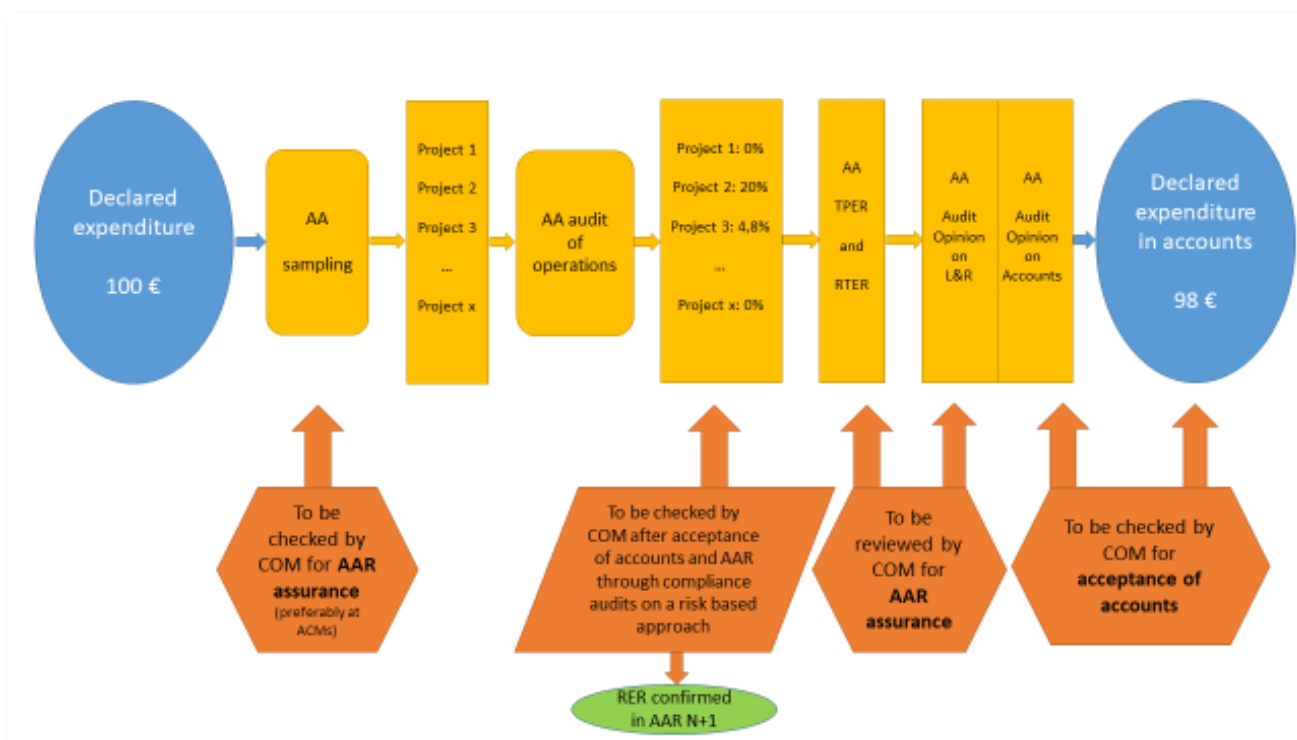 Declared
expenditure
100 €
AA
sampling
Project 1
Project 2
Project 3
...
Project x
AA audit
of
operations
Project 1: 0%
Project 2: 20%
Project 3: 4,8%
...
Project x: 0%
AA
TPER
and
RTER
AA
Audit
Opinion
on
L&R
AA
Audit
Opinion
on
Accounts
Declared
expenditure
in accounts
98 €
To be
checked by
COM for AAR
assurance
(preferably at
ACMs)
To be checked by
COM after acceptance
of accounts and AAR
through compliance
audits on a risk based
approach
To be
reviewed by
COM for
AAR
assurance
To be checked by
COM for
acceptance of
accounts
RER confirmed
in AAR N+1